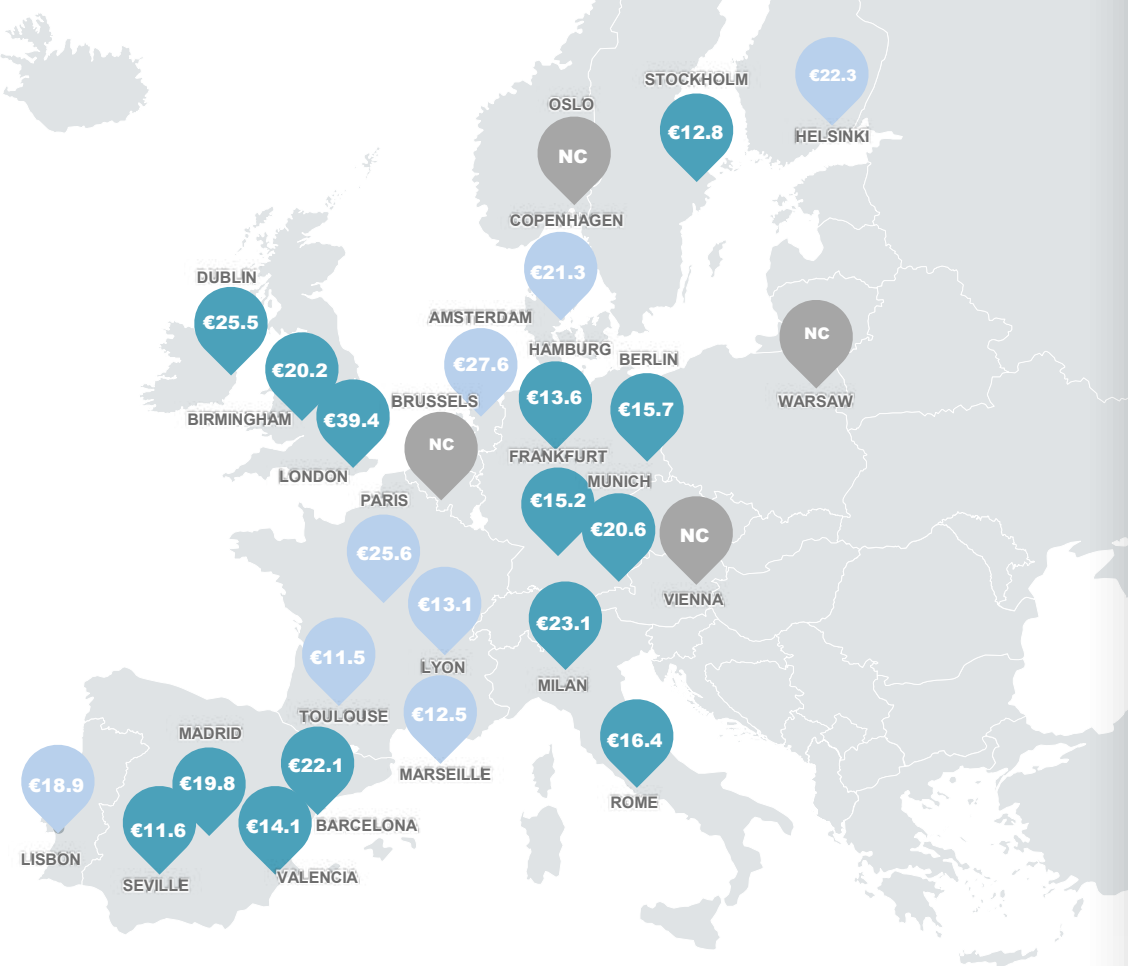 €22.3
STOCKHOLM
HELSINKI
OSLO
€12.8
NC
COPENHAGEN
€21.3
DUBLIN
€25.5
AMSTERDAM
€27.6
HAMBURG
€13.6
BERLIN
€15.7
NC
WARSAW
€20.2
BIRMINGHAM
€39.4
LONDON
BRUSSELS
NC
FRANKFURT
€15.2
MUNICH
€20.6
NC
VIENNA
PARIS
€25.6
€13.1
LYON
€23.1
MILAN
€11.5
TOULOUSE
€12.5
MARSEILLE
€16.4
ROME
MADRID
€19.8
€22.1
BARCELONA
€18.9
LISBON
€11.6
SEVILLE
€14.1
VALENCIA